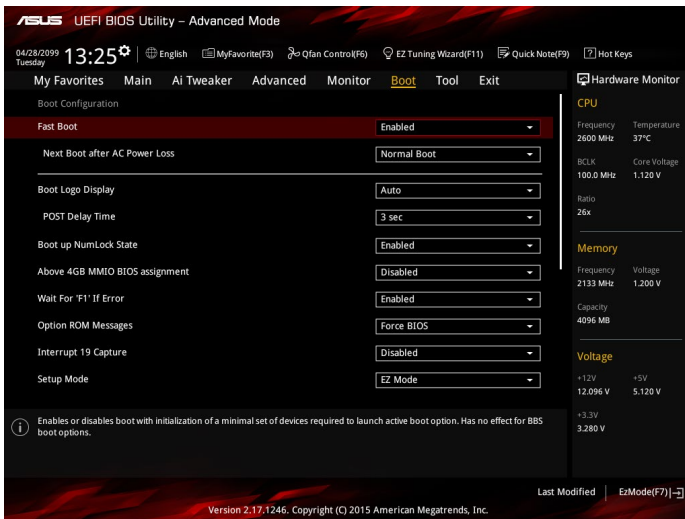 ASUS UEFI BIOS Utility – Advanced Mode
04/28/2099 Tuesday 13:25
English MyFavorite(F3) Qfan Control(F6) EZ Tuning Wizard(F11) Quick Note(F9) ? Hot Keys
My Favorites Main Ai Tweaker Advanced Monitor Boot Tool Exit
Boot Configuration
Fast Boot Enabled
Next Boot after AC Power Loss Normal Boot
Boot Logo Display Auto
POST Delay Time 3 sec
Boot up NumLock State Enabled
Above 4GB MMIO BIOS assignment Disabled
Wait For 'F1' If Error Enabled
Option ROM Messages Force BIOS
Interrupt 19 Capture Disabled
Setup Mode EZ Mode
Enables or disables boot with initialization of a minimal set of devices required to launch active boot option. Has no effect for BBS
boot options.
Hardware Monitor
CPU
Frequency Temperature
2600 MHz 37°C
BCLK Core Voltage
100.0 MHz 1.120 V
Ratio
26x
Memory
Frequency Voltage
2133 MHz 1.200 V
Capacity
4096 MB
Voltage
+12V +5V
12.096 V 5.120 V
+3.3V
3.280 V
Last Modified EzMode(F7)
Version 2.17.1246. Copyright (C) 2015 American Megatrends, Inc.